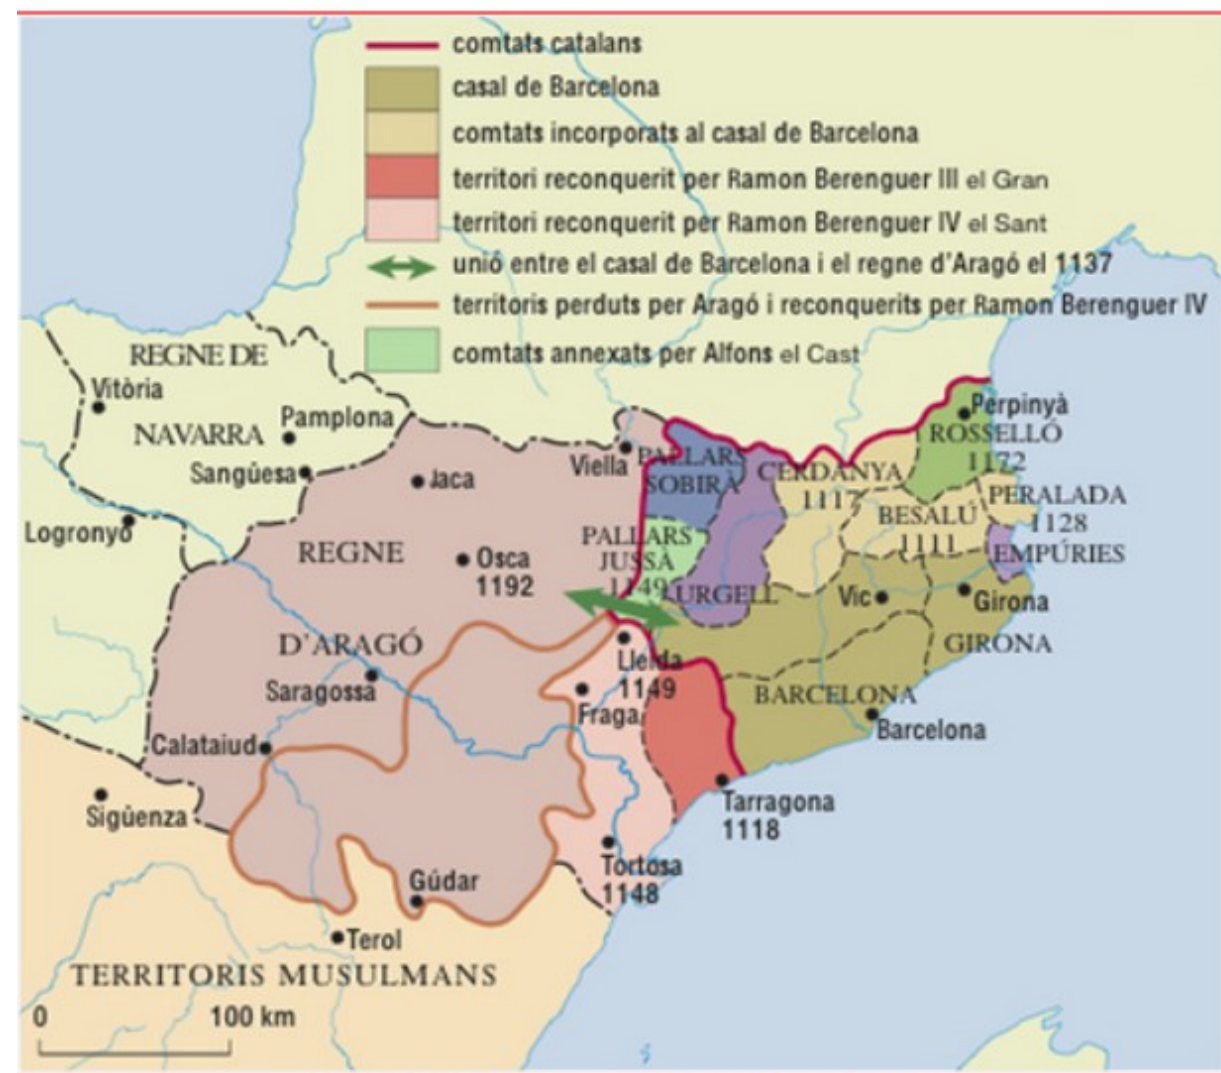 comtats catalans
casal de Barcelona
comtats incorporats al casal de Barcelona
territori reconquerit per Ramon Berenguer III el Gran
territori reconquerit per Ramon Berenguer IV el Sant
unió entre el casal de Barcelona i el regne d'Aragó el 1137
territoris perduts per Aragó i reconquerits per Ramon Berenguer IV
comtats annexats per Alfons el Cast
REGNE DE
NAVARRA
Vitòria
Pamplona
Sangüesa
Logronyo
Jaca
Viella
PALLARS
SOBIRÀ
CERDANYA
1117
Perpinyà
ROSSELLÓ
1172
PERALADA
1128
BESALÚ
1111
EMPÚRIES
PALLARS
JUSSÀ
1149
URGELL
REGNE
D'ARAGÓ
Osca
1192
Vic
Girona
GIRONA
Lleida
1149
Saragossa
Fraga
BARCELONA
Barcelona
Calataiud
Sigüenza
Tarragona
1118
Tortosa
1148
Gúdar
Terol
TERRITORIS MUSULMANS
0
100 km